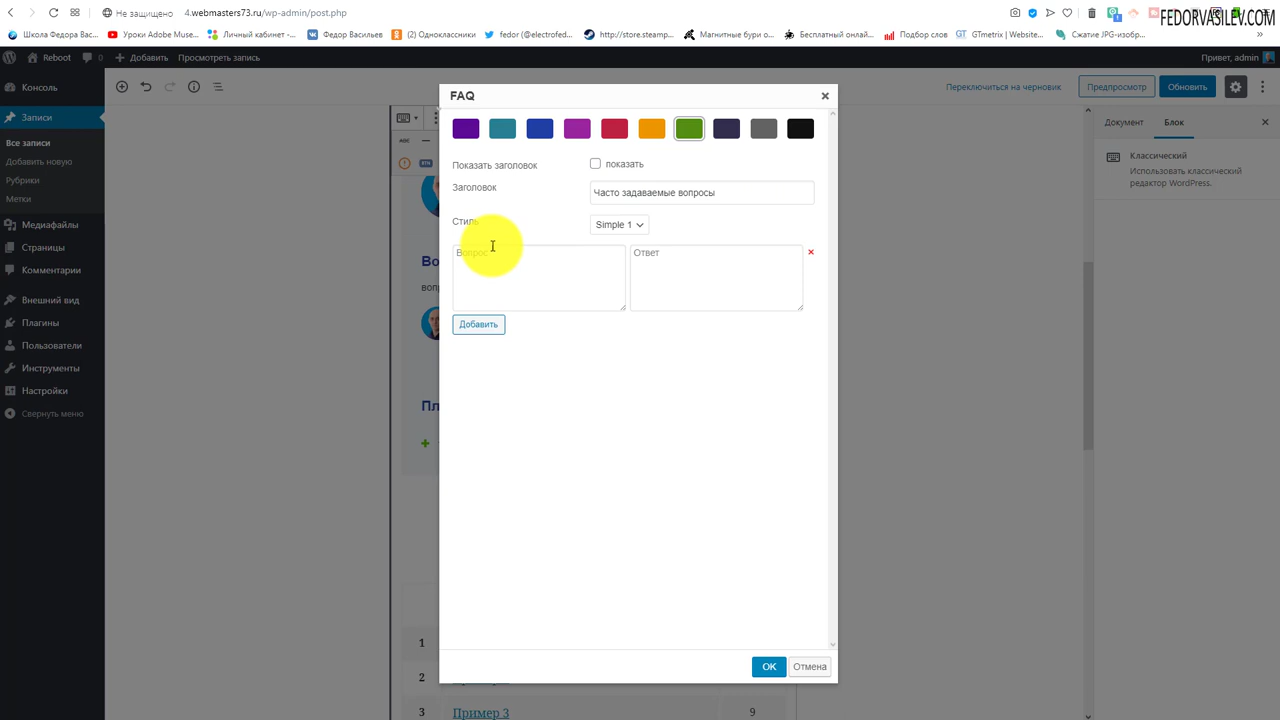 Не защищено
4.webmasters73.ru/wp-admin/post.php
FEDORVASILEV.COM
Школа Федора Вас...
Уроки Adobe Muse...
Личный кабинет -...
Федор Васильев
(2) Одноклассники
fedor (@electrofed...
http://store.steamp...
Магнитные бури о...
Бесплатный онлай...
Подбор слов
GTmetrix | Website...
Сжатие JPG-изобр...
Reboot
0
Добавить
Просмотреть запись
Привет, admin
Консоль
Записи
Все записи
Добавить новую
Рубрики
Метки
Медиафайлы
Страницы
Комментарии
Внешний вид
Плагины
Пользователи
Инструменты
Настройки
Свернуть меню
Переключиться на черновик
Предпросмотр
Обновить
Документ
Блок
Классический
Использовать классический
редактор WordPress.
FAQ
Показать заголовок
показать
Заголовок
Часто задаваемые вопросы
Стиль
Simple 1
Вопрос
Ответ
Добавить
OK
Отмена
Во
воп
Пл
1
2
3
Пример 3
9